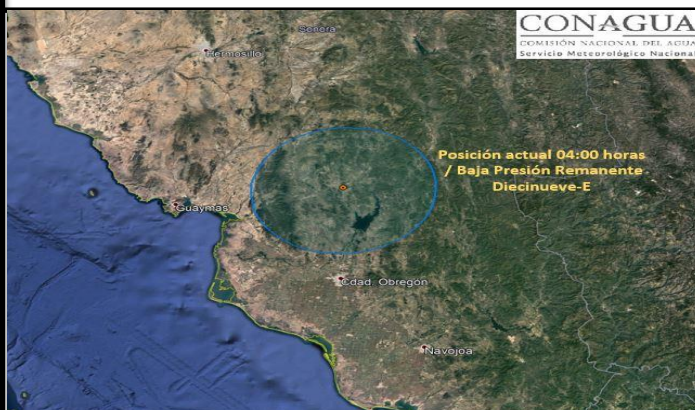 CONAGUA
COMISIÓN NACIONAL DEL AGUA
Servicio Meteorológico Nacional
Sonora
Hermosillo
Posición actual 04:00 horas
/ Baja Presión Remanente
Diecinueve-E
Guaymas
Cdad. Obregón
Navojoa